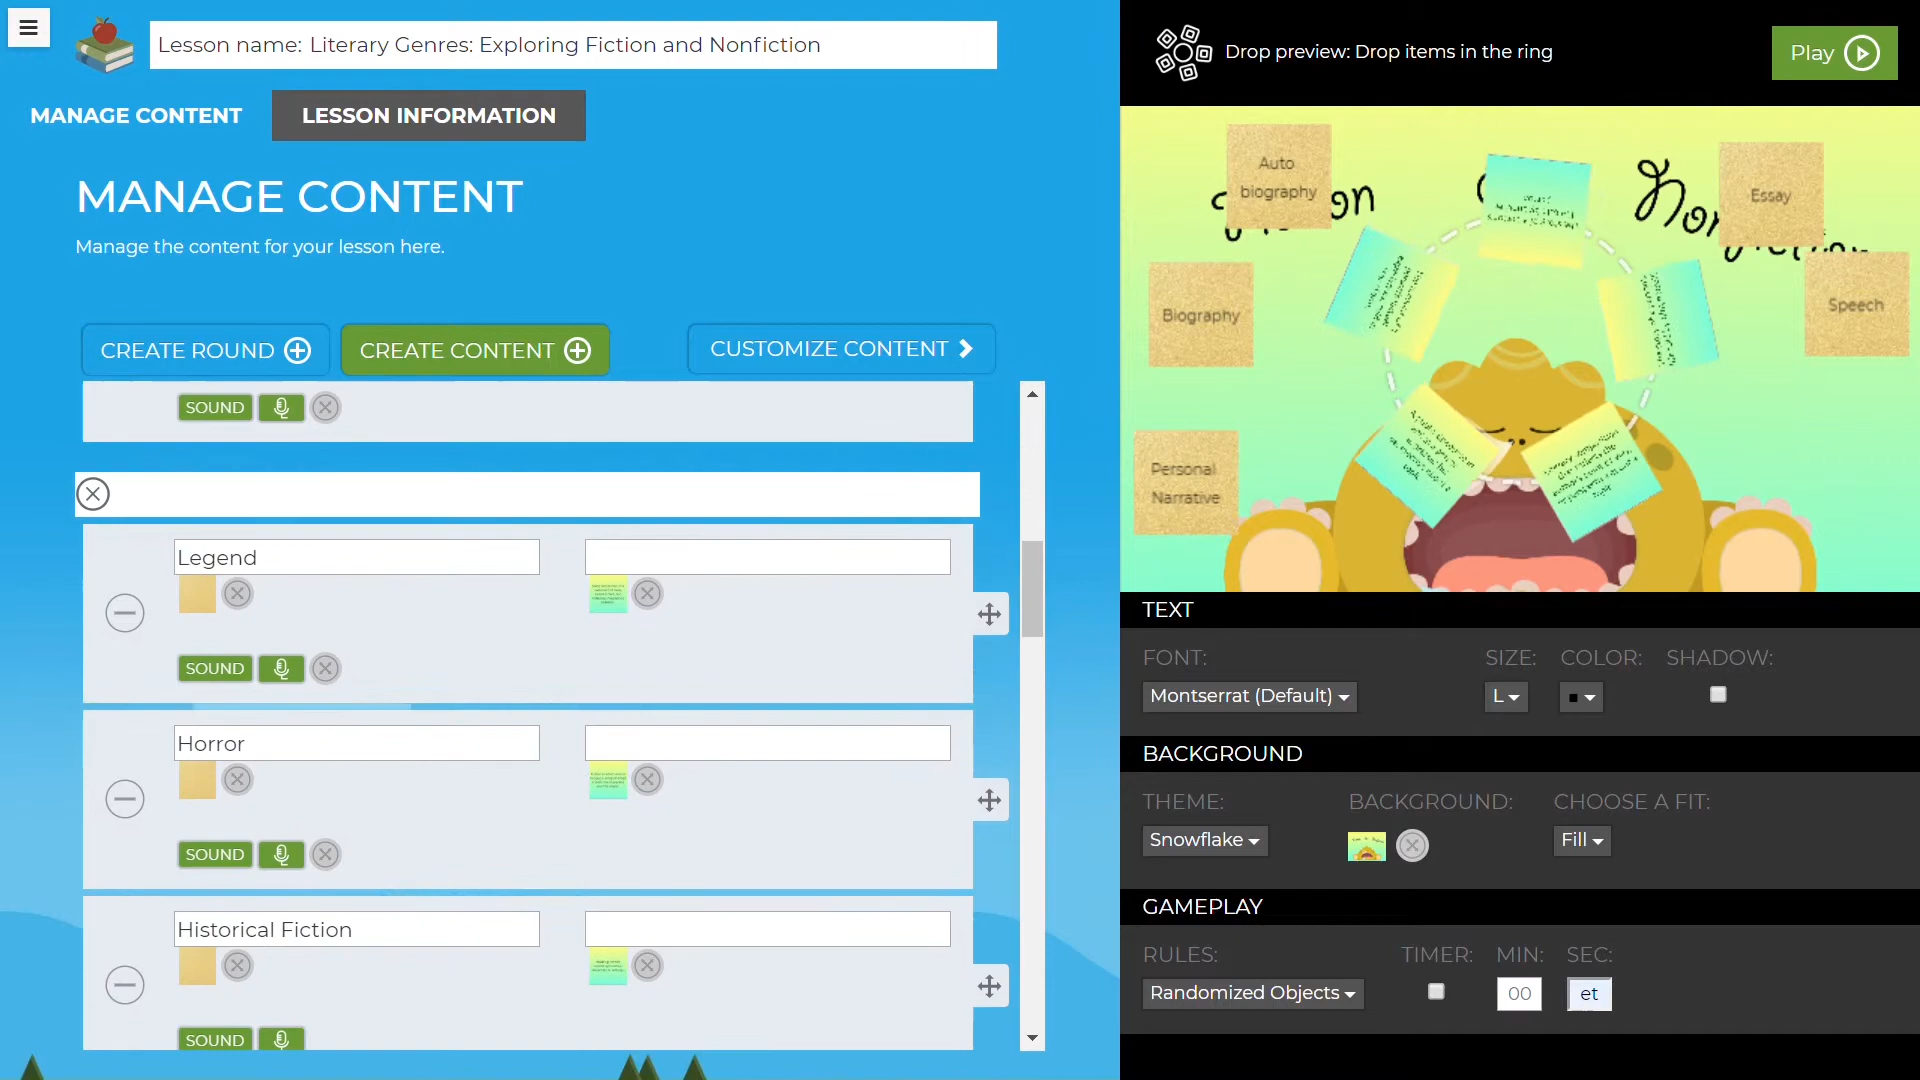 Lesson name: Literary Genres: Exploring Fiction and Nonfiction
MANAGE CONTENT
LESSON INFORMATION
MANAGE CONTENT
Manage the content for your lesson here.
CREATE ROUND
CREATE CONTENT
CUSTOMIZE CONTENT
SOUND
Legend
SOUND
Horror
SOUND
Historical Fiction
SOUND
Drop preview: Drop items in the ring
Play
Auto
biography
Essay
Biography
Speech
Personal
Narrative
TEXT
FONT:
SIZE:
COLOR:
SHADOW:
Montserrat (Default)
L
BACKGROUND
THEME:
BACKGROUND:
CHOOSE A FIT:
Snowflake
Fill
GAMEPLAY
RULES:
TIMER:
MIN:
SEC:
Randomized Objects
00
et